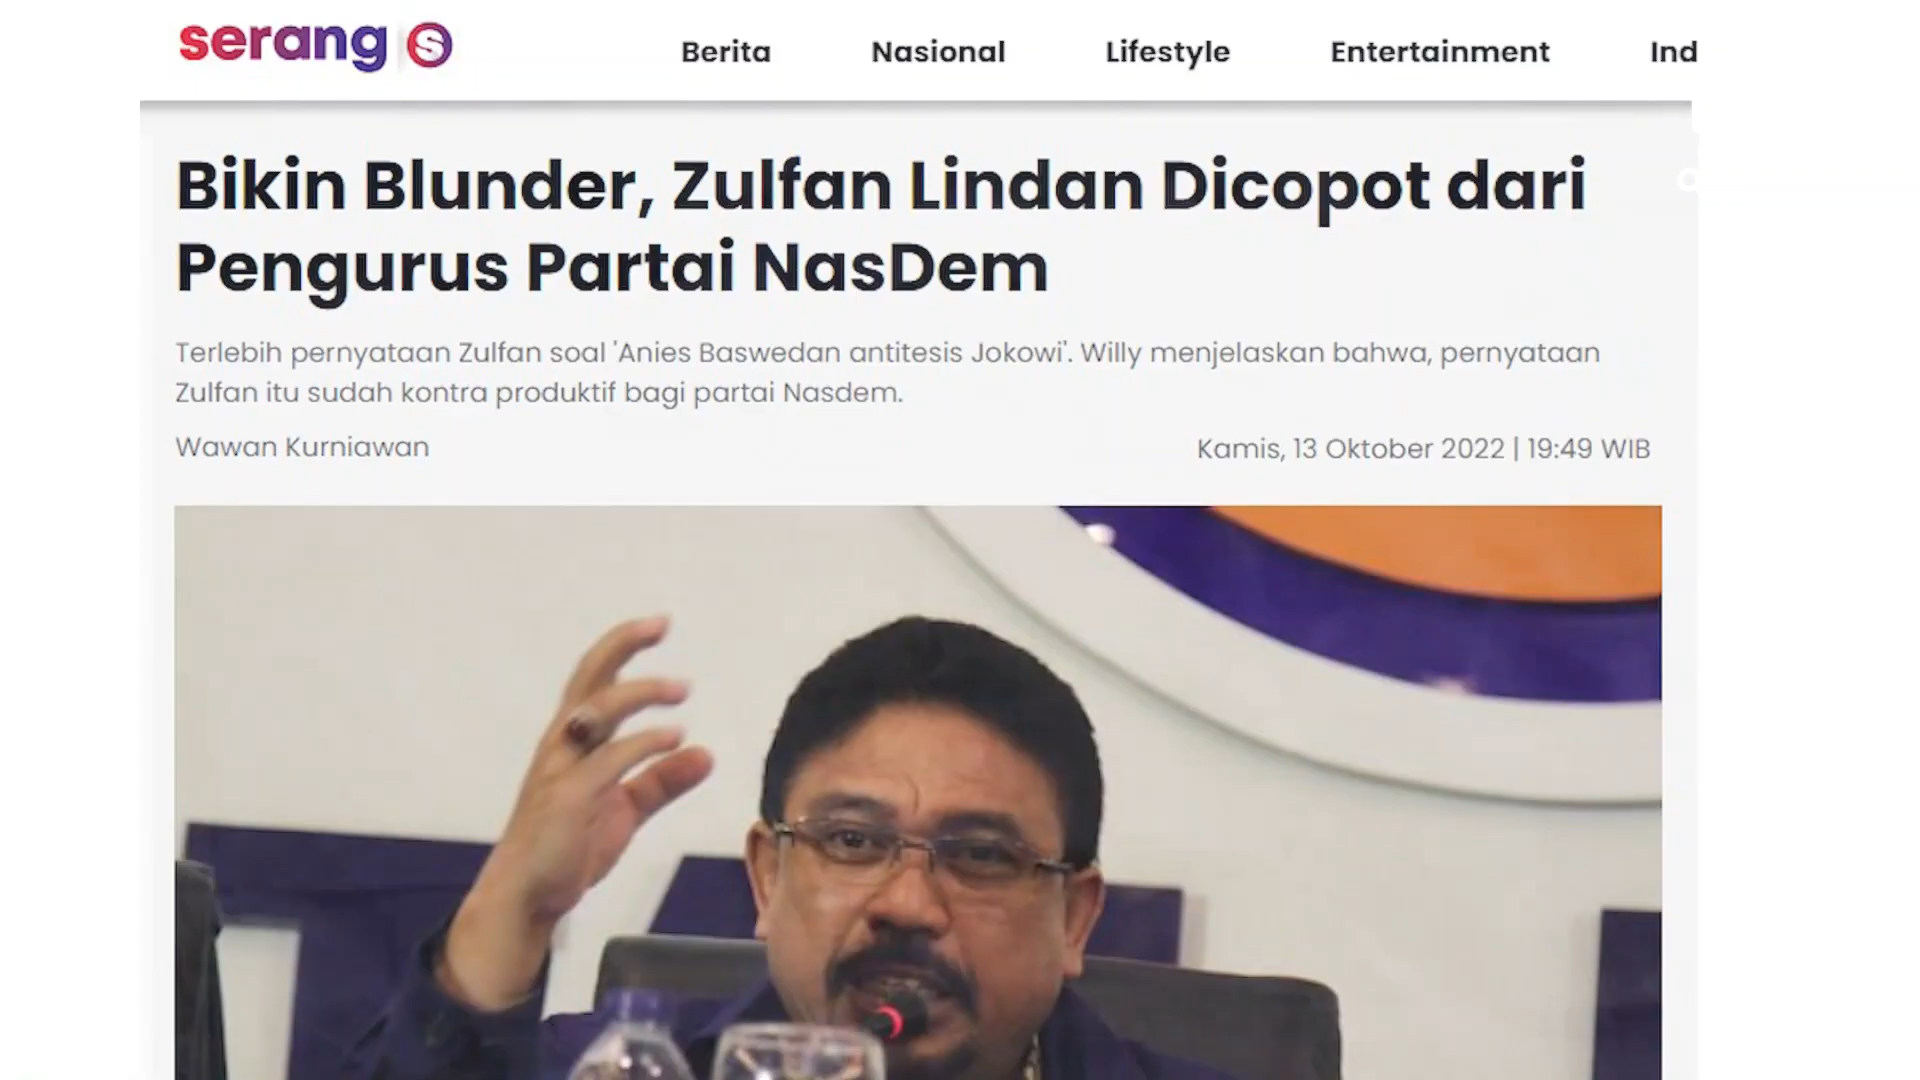 serang S
Berita Nasional Lifestyle Entertainment Ind
Bikin Blunder, Zulfan Lindan Dicopot dari
Pengurus Partai NasDem
Terlebih pernyataan Zulfan soal 'Anies Baswedan antitesis Jokowi'. Willy menjelaskan bahwa, pernyataan
Zulfan itu sudah kontra produktif bagi partai Nasdem.
Wawan Kurniawan
Kamis, 13 Oktober 2022 | 19:49 WIB